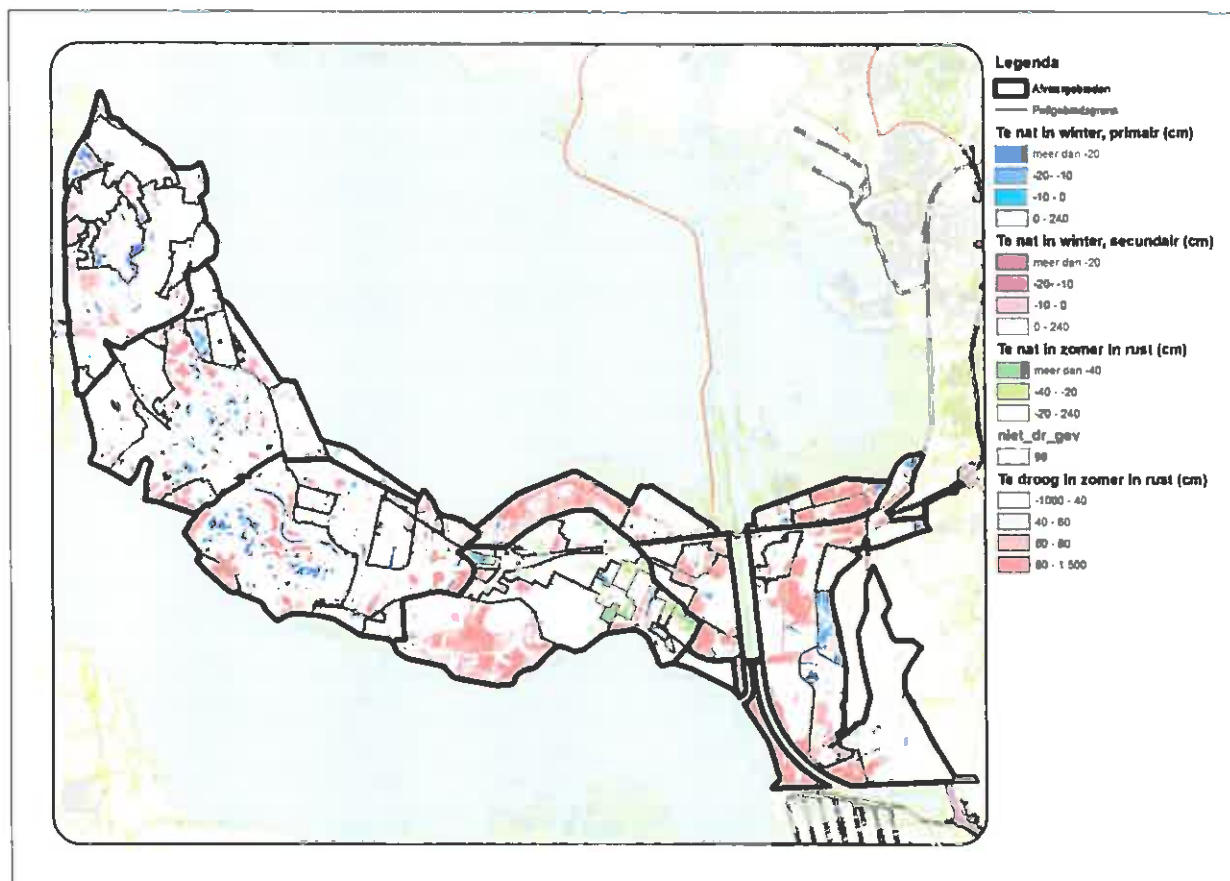 Legenda
Afvoergebieden
Peilgebiedsgrens
Te nat in winter, primair (cm)
meer dan -20
-20- -10
-10 - 0
0 - 240
Te nat in winter, secundair (cm)
meer dan -20
-20- -10
-10 - 0
0 - 240
Te nat in zomer in rust (cm)
meer dan -40
-40 - -20
-20 - 240
niet_dr_gev
98
Te droog in zomer in rust (cm)
-1000 - 40
40 - 60
60 - 80
80 - 1 500